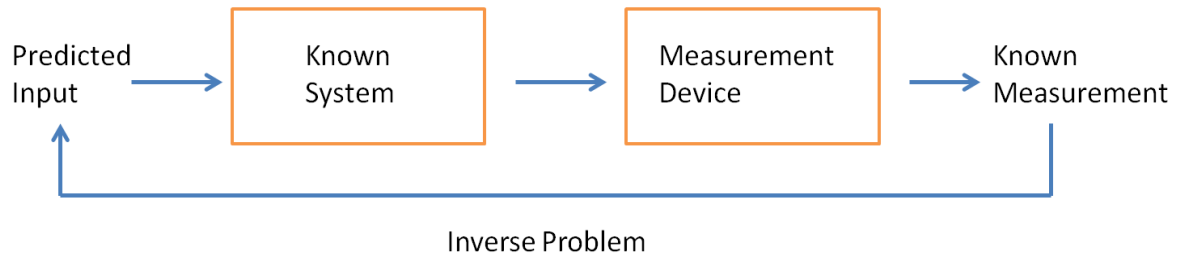 Predicted
Input
Known
System
Measurement
Device
Known
Measurement
Inverse Problem